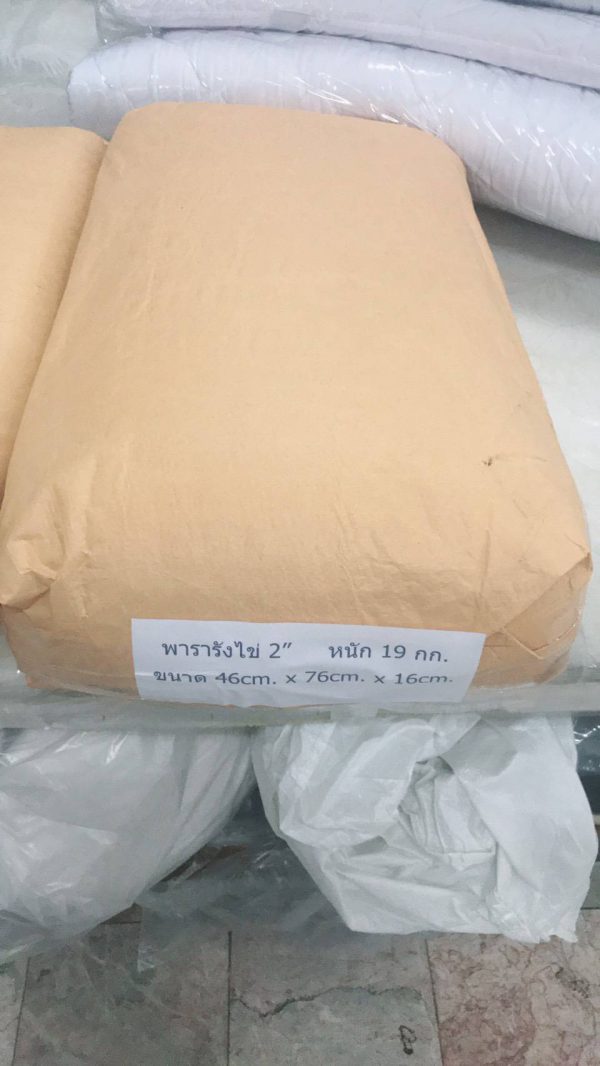 พารารังไข่ 2” หนัก 19 กก.
ขนาด 46cm. x 76cm. x 16cm.